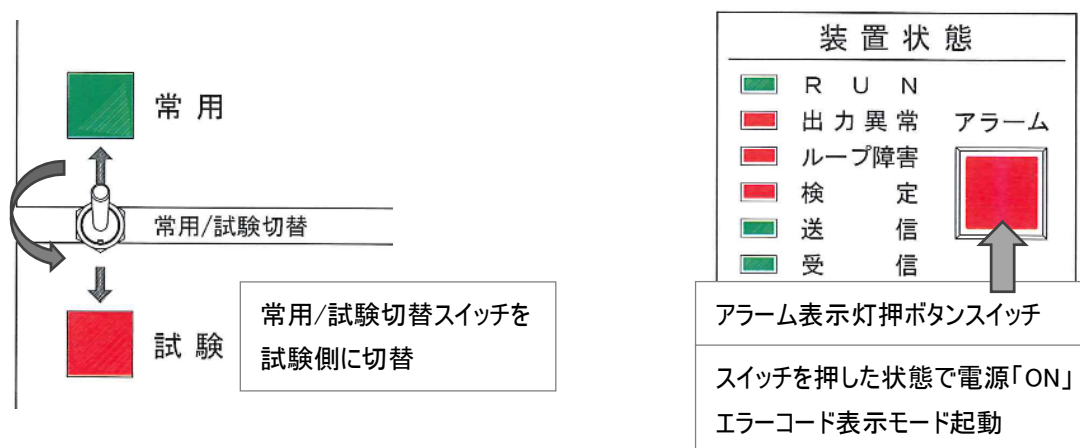 常用
常用/試験切替
試験
常用/試験切替スイッチを
試験側に切替
装置状態
RUN
出力異常
ループ障害
検定
送信
受信
アラーム
アラーム表示灯押ボタンスイッチ
スイッチを押した状態で電源「ON」
エラーコード表示モード起動